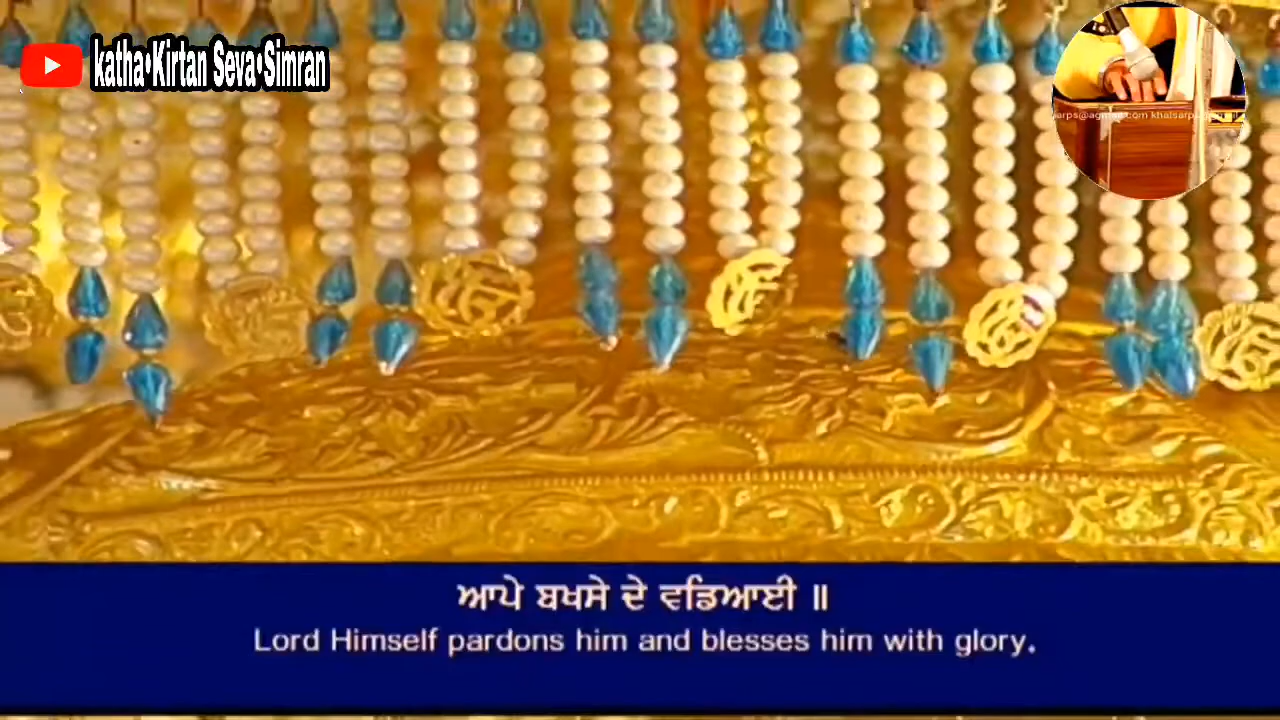 katha•Kirtan Seva•Simran
ਆਪੇ ਬਖਸੇ ਦੇ ਵਡਿਆਈ ॥
Lord Himself pardons him and blesses him with glory.